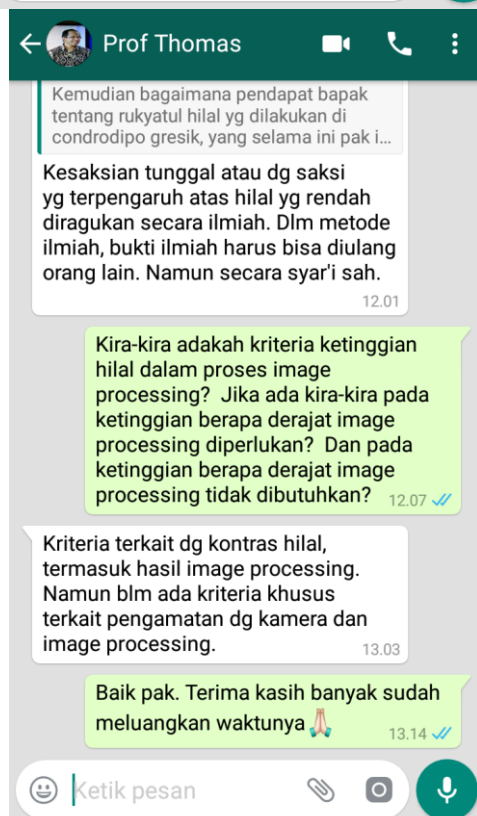 Prof Thomas
Kemudian bagaimana pendapat bapak
tentang rukyatul hilal yg dilakukan di
condrodipo gresik, yang selama ini pak i...
Kesaksian tunggal atau dg saksi
yg terpengaruh atas hilal yg rendah
diragukan secara ilmiah. Dlm metode
ilmiah, bukti ilmiah harus bisa diulang
orang lain. Namun secara syar'i sah.
12.01
Kira-kira adakah kriteria ketinggian
hilal dalam proses image
processing? Jika ada kira-kira pada
ketinggian berapa derajat image
processing diperlukan? Dan pada
ketinggian berapa derajat image
processing tidak dibutuhkan?
12.07
Kriteria terkait dg kontras hilal,
termasuk hasil image processing.
Namun blm ada kriteria khusus
terkait pengamatan dg kamera dan
image processing.
13.03
Baik pak. Terima kasih banyak sudah
meluangkan waktunya🙏🏻
13.14
Ketik pesan